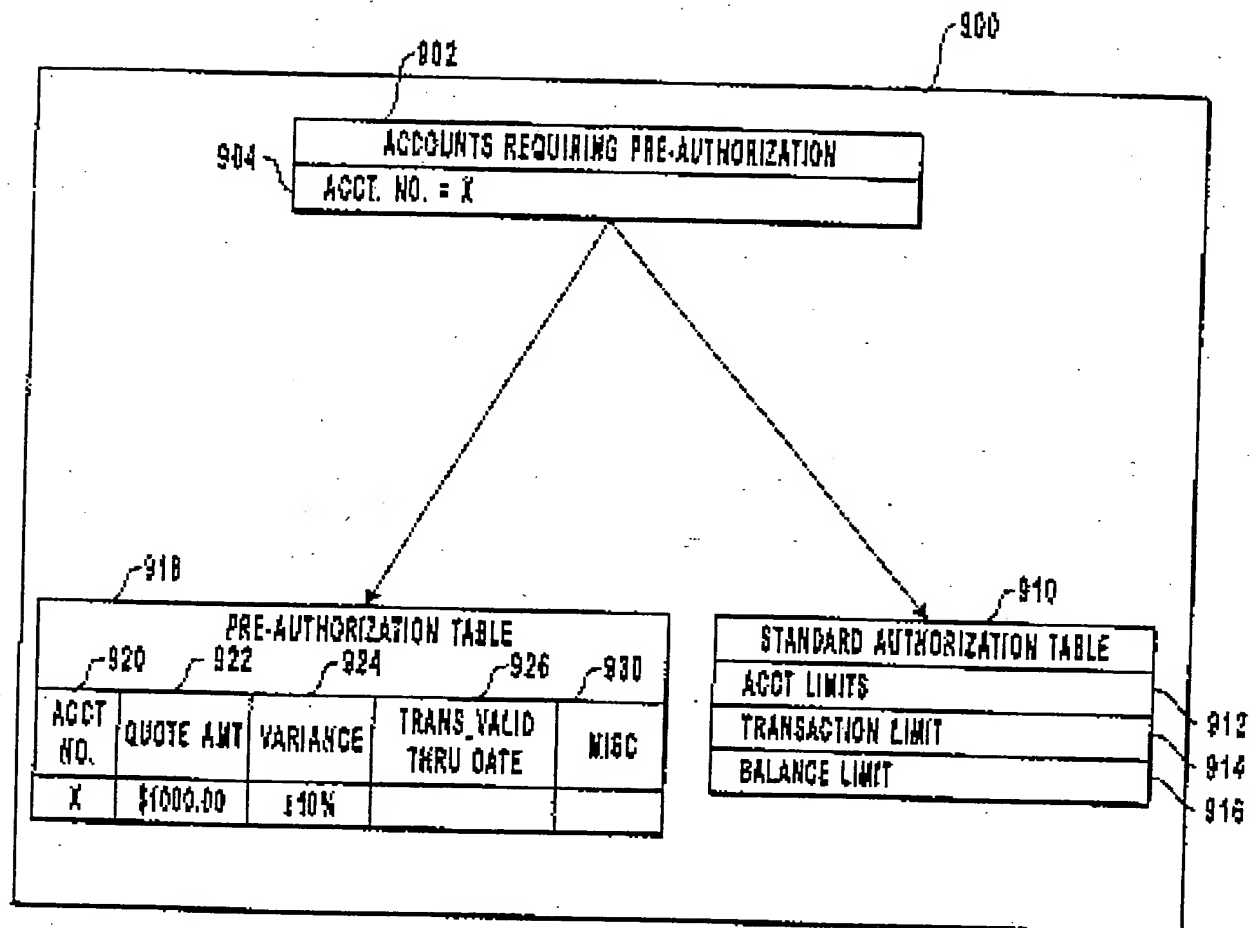 900
902
ACCOUNTS REQUIRING PRE-AUTHORIZATION
904
ACCT. NO. = X
918
PRE-AUTHORIZATION TABLE
920 922 924 926 930
ACCT NO. QUOTE AMT VARIANCE TRANS_VALID THRU DATE MISC
X $1000.00 ±10%
910
STANDARD AUTHORIZATION TABLE
ACCT LIMITS
912
TRANSACTION LIMIT
914
BALANCE LIMIT
916